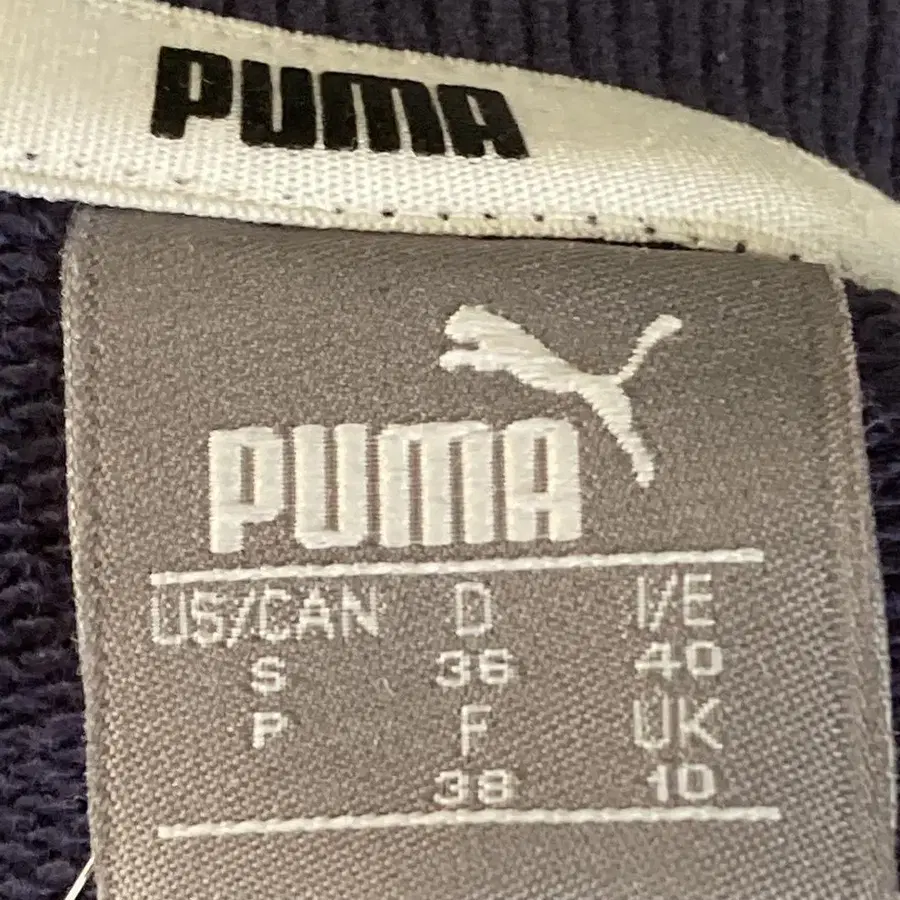 PUMA
PUMA
US/CAN D I/E
S 36 40
P F UK
38 10